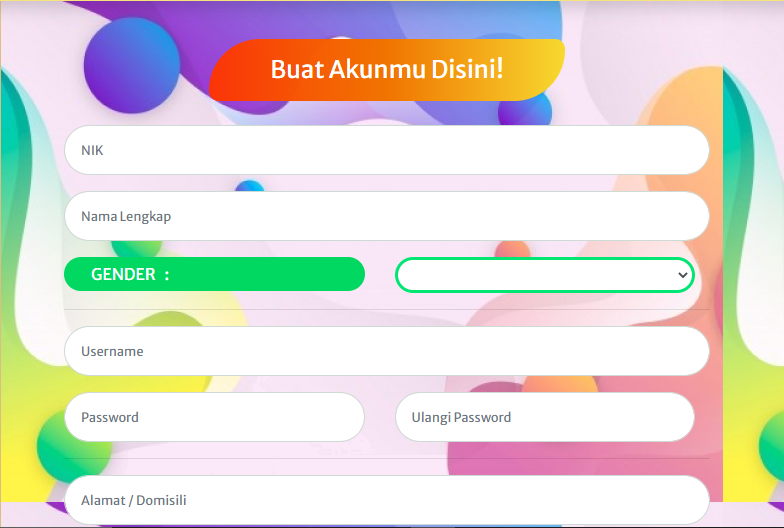 Buat Akunmu Disini!
NIK
Nama Lengkap
GENDER :
Username
Password
Ulangi Password
Alamat / Domisili